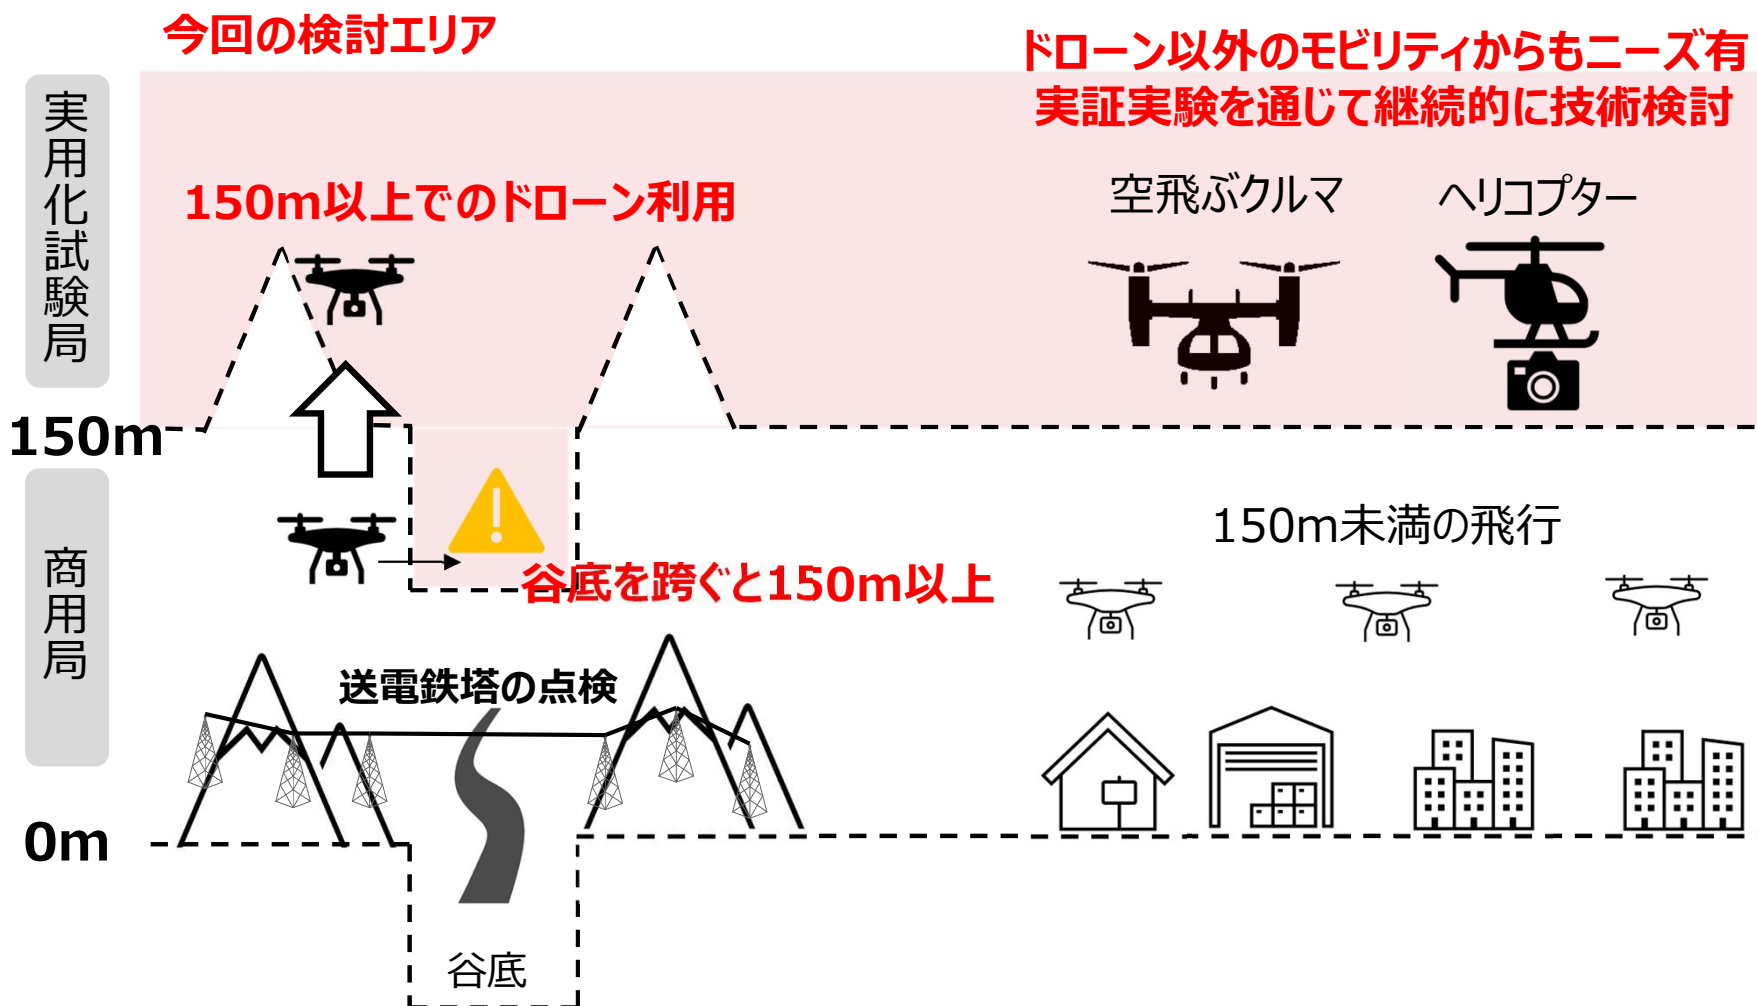 今回の検討エリア
ドローン以外のモビリティからもニーズ有
実証実験を通じて継続的に技術検討
実用化試験局
150m以上でのドローン利用
空飛ぶクルマ
ヘリコプター
150m
商用局
150m未満の飛行
谷底を跨ぐと150m以上
送電鉄塔の点検
0m
谷底